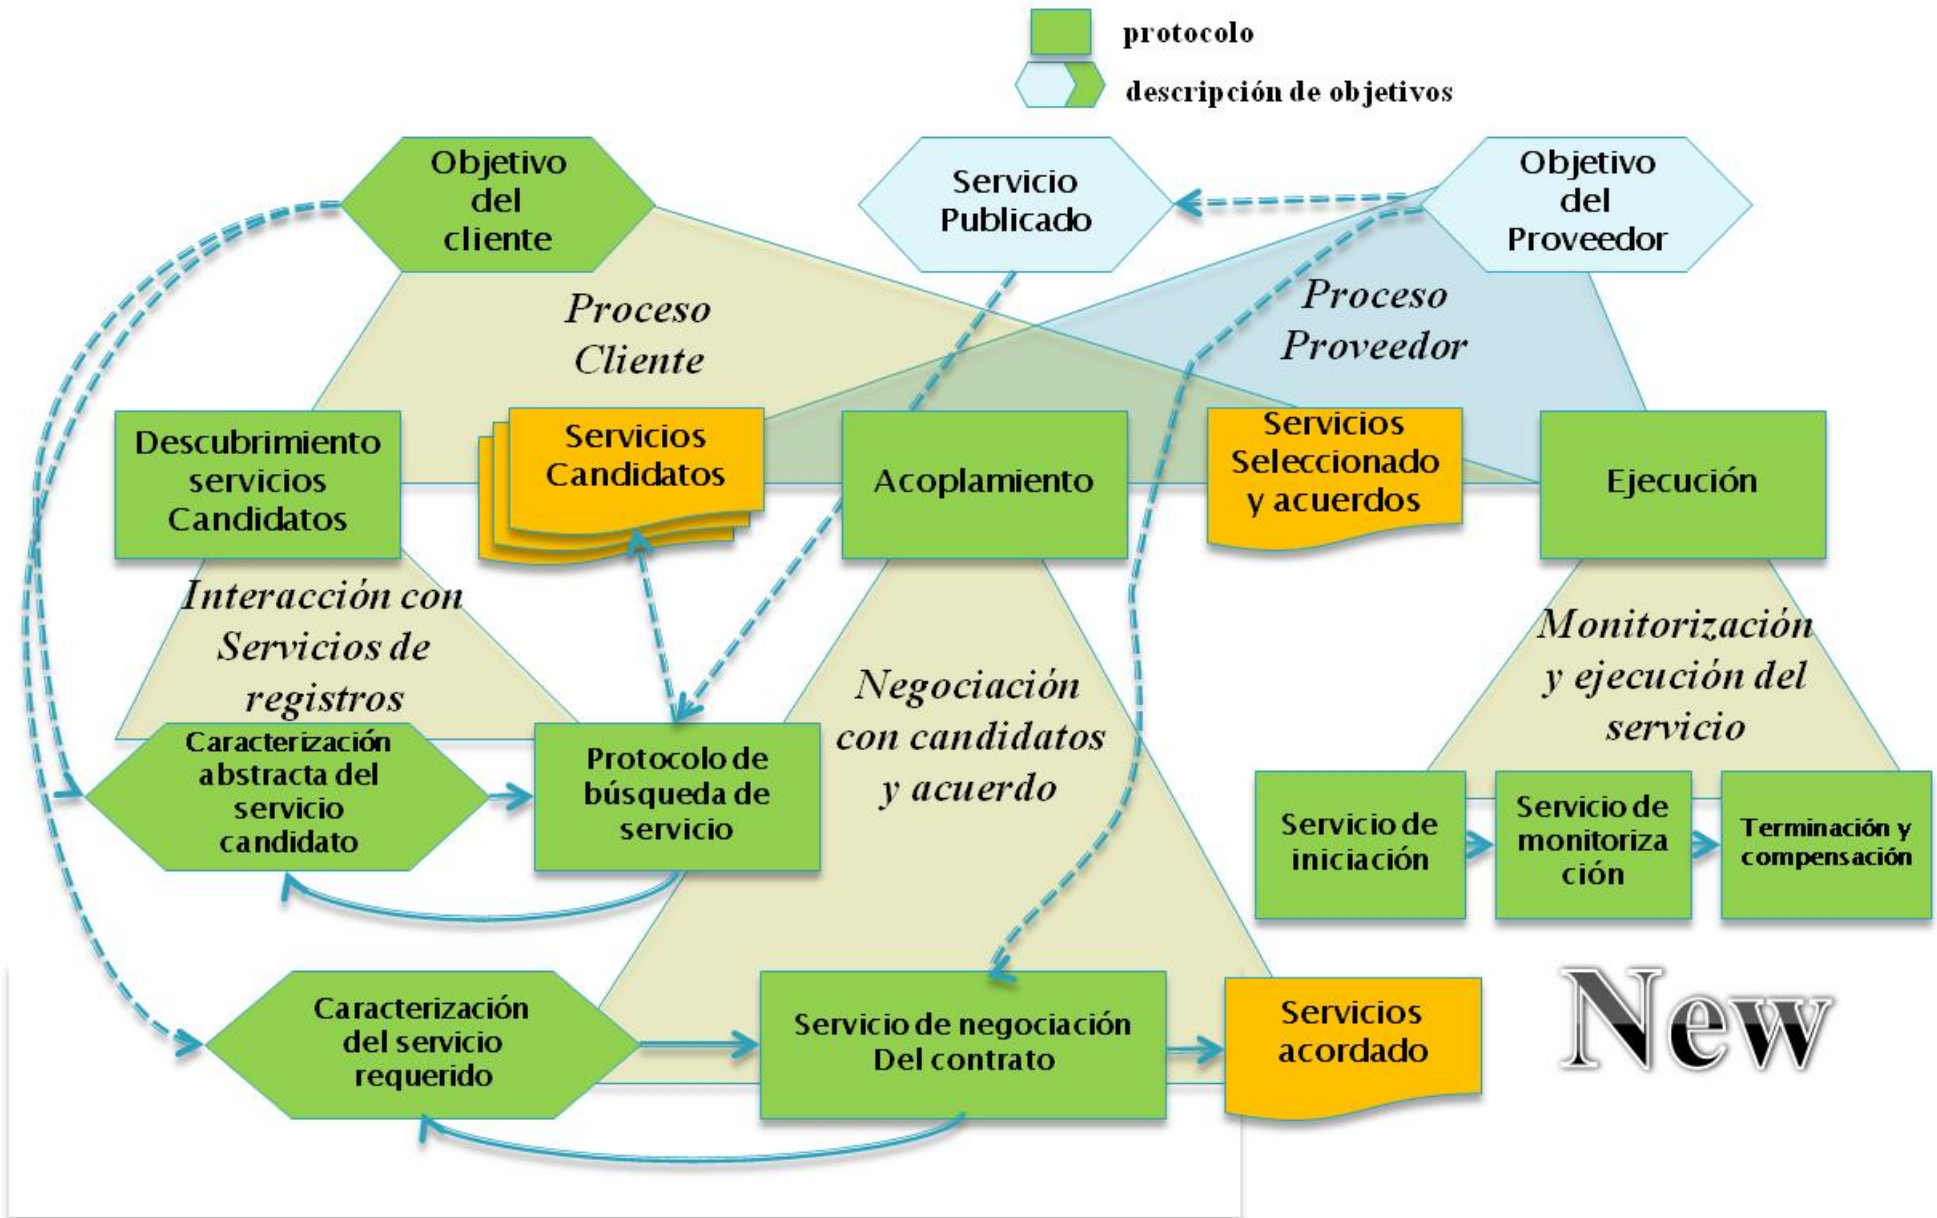 protocolo
descripción de objetivos
Objetivo
del
cliente
Servicio
Publicado
Objetivo
del
Proveedor
Proceso
Cliente
Proceso
Proveedor
Descubrimiento
servicios
Candidatos
Servicios
Candidatos
Acoplamiento
Servicios
Seleccionado
y acuerdos
Ejecución
Interacción con
Servicios de
registros
Negociación
con candidatos
y acuerdo
Monitorización
y ejecución del
servicio
Caracterización
abstracta del
servicio
candidato
Protocolo de
búsqueda de
servicio
Servicio de
iniciación
Servicio de
monitoriza
ción
Terminación y
compensación
Caracterización
del servicio
requerido
Servicio de negociación
Del contrato
Servicios
acordado
New